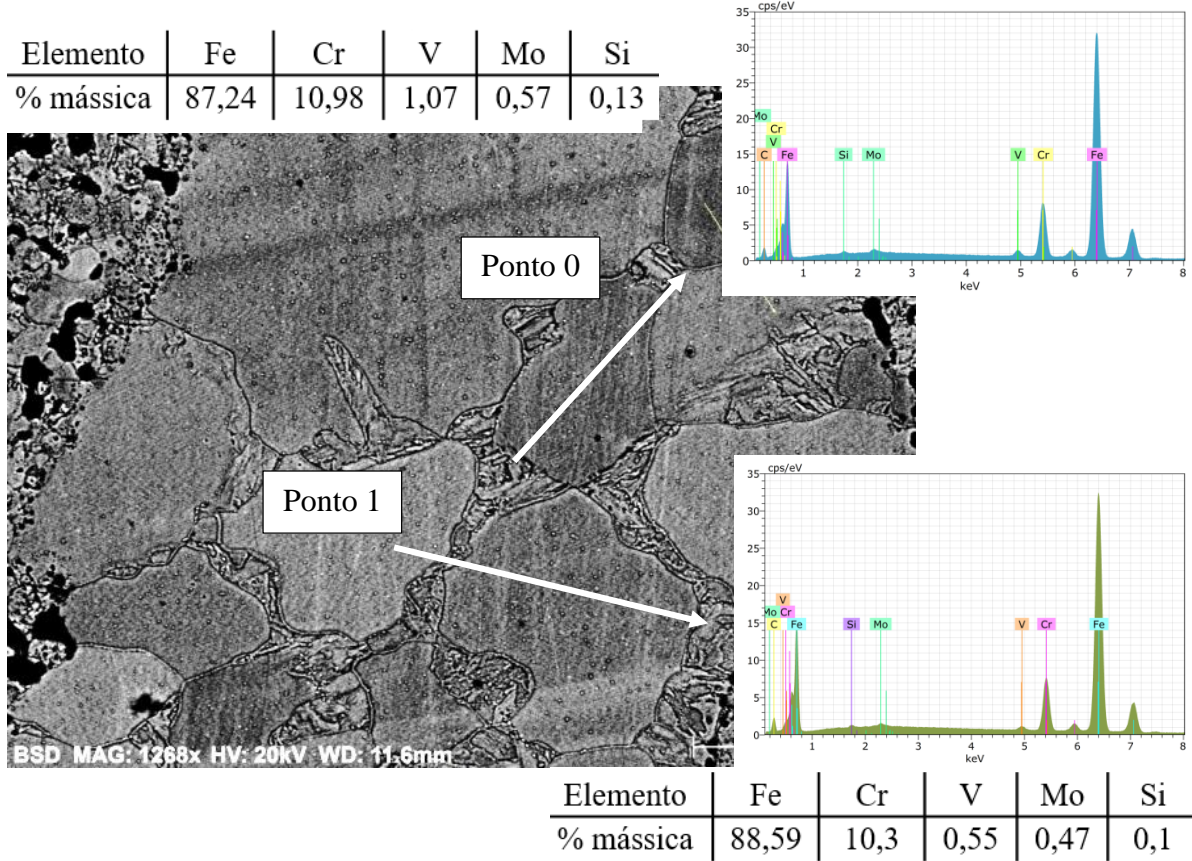 Elemento Fe Cr V Mo Si
% mássica 87,24 10,98 1,07 0,57 0,13
cps/eV
35
30
25
20
15
10
5
0
Mo
Cr
V
C Fe Si Mo V Cr Fe
1 2 3 4 5 6 7 8
keV
Ponto 0
Ponto 1
cps/eV
35
30
25
20
15
10
5
0
V
Mo Cr
C Fe Si Mo V Cr Fe
1 2 3 4 5 6 7 8
keV
BSD MAG: 1268x HV: 20kV WD: 11,6mm
Elemento Fe Cr V Mo Si
% mássica 88,59 10,3 0,55 0,47 0,1